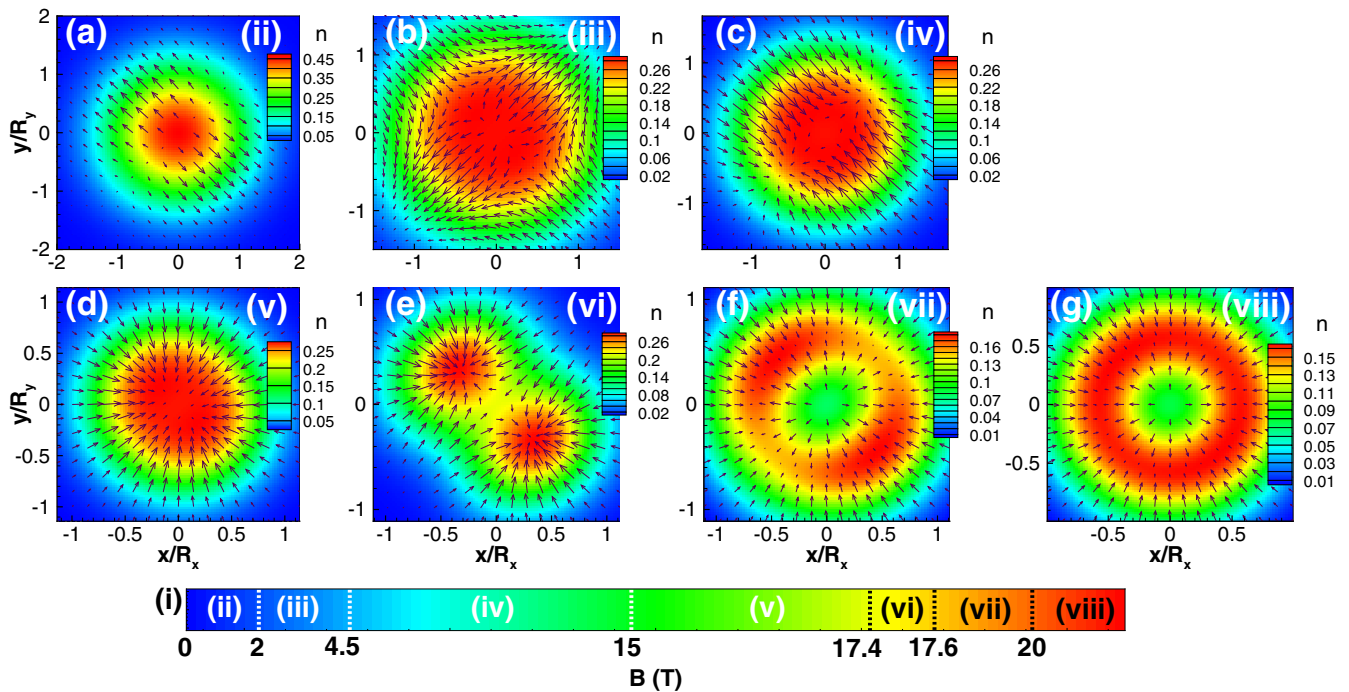 (a) (ii) n
0.45
0.35
0.25
0.15
0.05
y/R_y
2
1
0
-1
-2
-2 -1 0 1 2
(b) (iii) n
0.26
0.22
0.18
0.14
0.1
0.06
0.02
1
0
-1
-1 0 1
(c) (iv) n
0.26
0.22
0.18
0.14
0.1
0.06
0.02
1
0
-1
-1 0 1
(d) (v) n
0.25
0.2
0.15
0.1
0.05
y/R_y
1
0.5
0
-0.5
-1
-1 -0.5 0 0.5 1
x/R_x
(e) (vi) n
0.26
0.2
0.14
0.08
0.02
1
0
-1
-1 -0.5 0 0.5 1
x/R_x
(f) (vii) n
0.16
0.13
0.1
0.07
0.04
0.01
1
0
-1
-1 -0.5 0 0.5 1
x/R_x
(g) (viii) n
0.15
0.13
0.11
0.09
0.07
0.05
0.03
0.01
0.5
0
-0.5
-0.5 0 0.5
x/R_x
(i) (ii) (iii) (iv) (v) (vi) (vii) (viii)
0 2 4.5 15 17.4 17.6 20
B (T)